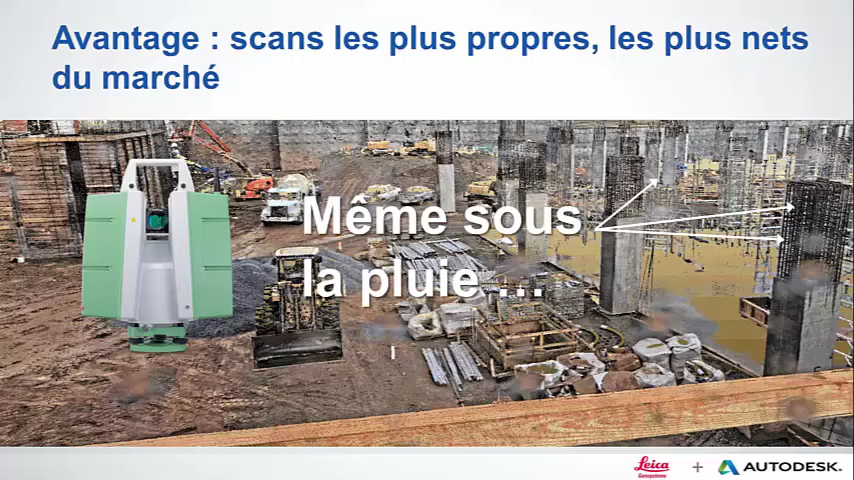 Avantage : scans les plus propres, les plus nets
du marché
Même sous
la pluie ...
Leica
Geosystems
+ AUTODESK.